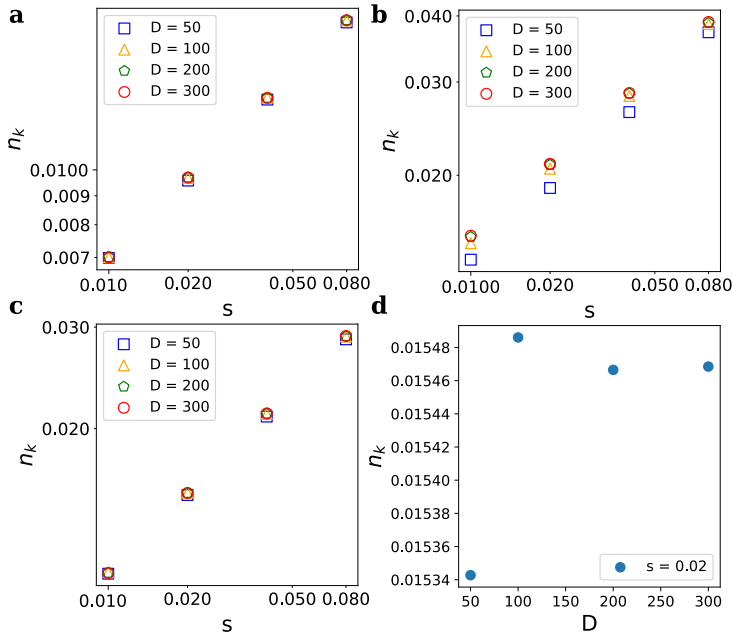 a
D = 50
D = 100
D = 200
D = 300
0.0100
0.009
0.008
0.007
n_k
0.010
0.020
0.050
0.080
s
b
D = 50
D = 100
D = 200
D = 300
0.040
0.030
0.020
n_k
0.0100
0.020
0.050
0.080
s
c
D = 50
D = 100
D = 200
D = 300
0.030
0.020
n_k
0.010
0.020
0.050
0.080
s
d
0.01548
0.01546
0.01544
0.01542
0.01540
0.01538
0.01536
0.01534
n_k
s = 0.02
50
100
150
200
250
300
D